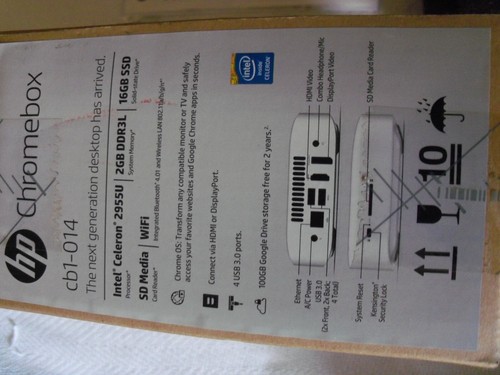 hp Chromebox
cb1-014
The next generation desktop has arrived.
Intel® Celeron® 2955U | 2GB DDR3L | 16GB SSD
Processor⁶ System Memory⁴ Solid-state Drive⁵
SD Media | WiFi
Card Reader⁸ Integrated Bluetooth® 4.0 and Wireless LAN 802.11a/b/g/n
Chrome OS: Transform any compatible monitor or TV and safely
access your favorite websites and Google Chrome apps in seconds.
Connect via HDMI or DisplayPort.
4 USB 3.0 ports.
100GB Google Drive storage free for 2 years.²
intel
inside
CELERON
Ethernet
A/C Power
USB 3.0
(2x Front; 2x Back;
4 Total)
HDMI Video
Combo Headphone/Mic
DisplayPort Video
System Reset
Kensington
Security Lock
SD Media Card Reader
10